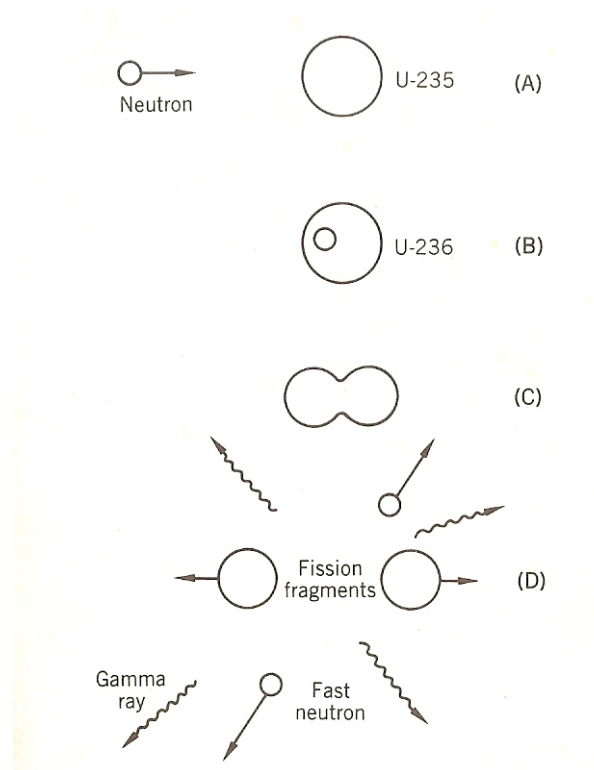 Neutron
U-235
(A)
U-236
(B)
(C)
Fission
fragments
(D)
Gamma
ray
Fast
neutron